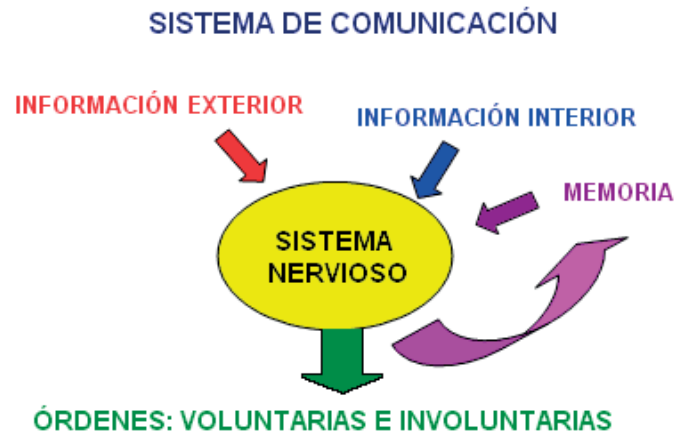 SISTEMA DE COMUNICACIÓN
INFORMACIÓN EXTERIOR
INFORMACIÓN INTERIOR
MEMORIA
SISTEMA
NERVIOSO
ÓRDENES: VOLUNTARIAS E INVOLUNTARIAS